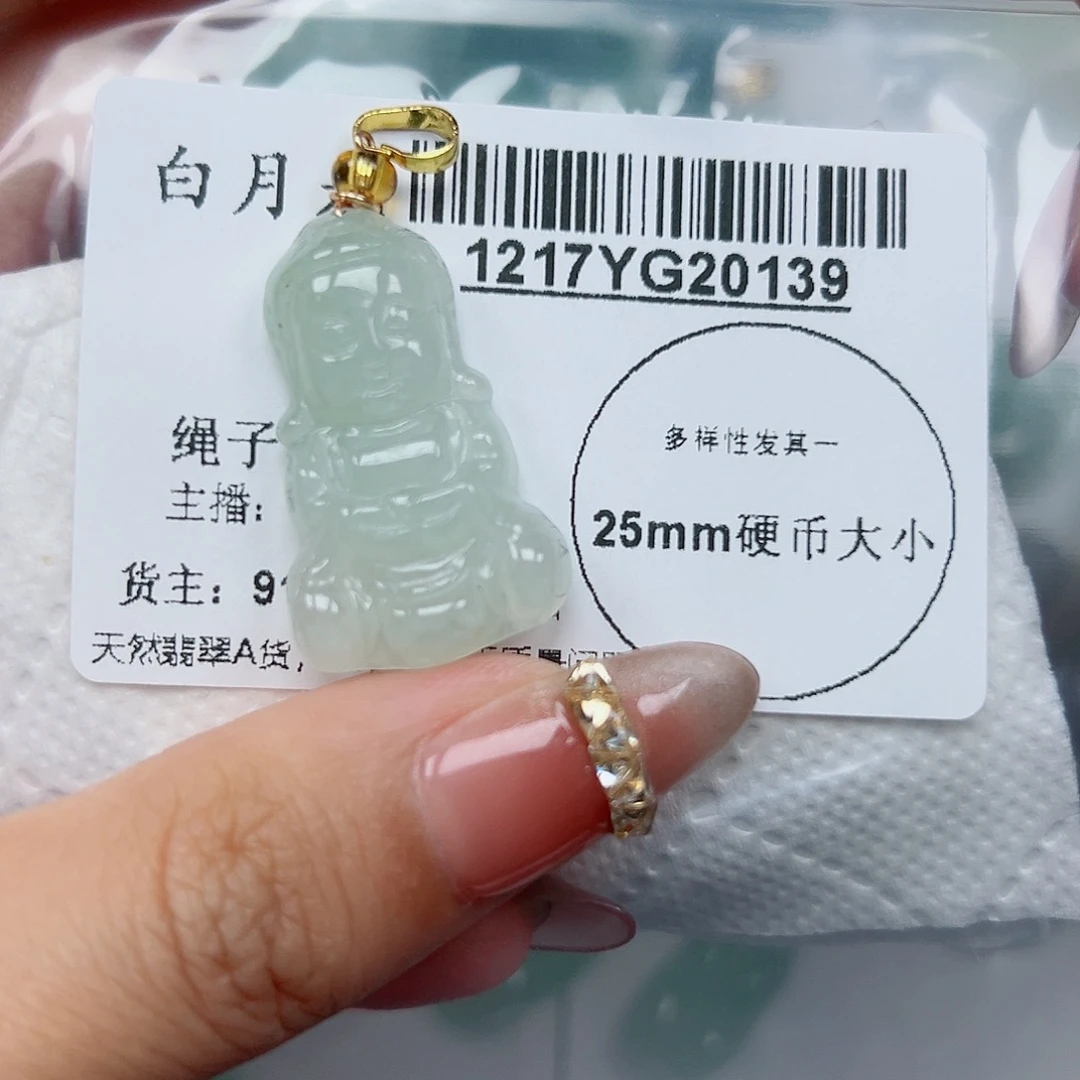 白月
1217YG20139
多样性发其一
25mm硬币大小
绳子
主播:
货主: 9
天然翡翠A货,